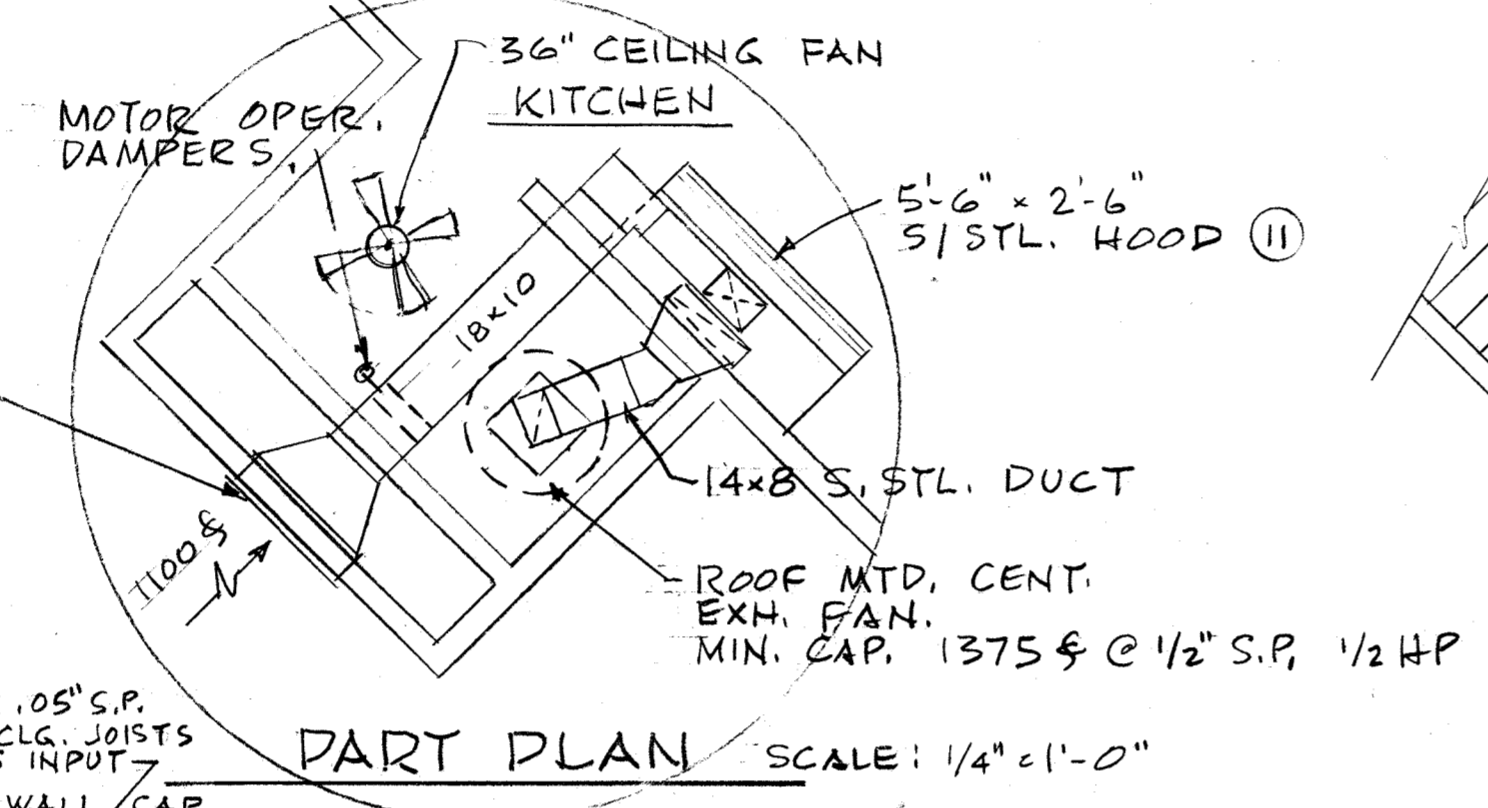 36" CEILING FAN
KITCHEN
MOTOR OPER.
DAMPERS.
5'-6" × 2'-6"
S/STL. HOOD 11
18×10
14×8 S. STL. DUCT
1100
N
ROOF MTD. CENT.
EXH. FAN.
MIN. CAP. 1375 @ 1/2" S.P. 1/2 HP
.05" S.P.
CLG. JOISTS
INPUT
WALL CAP
PART PLAN SCALE: 1/4" = 1'-0"